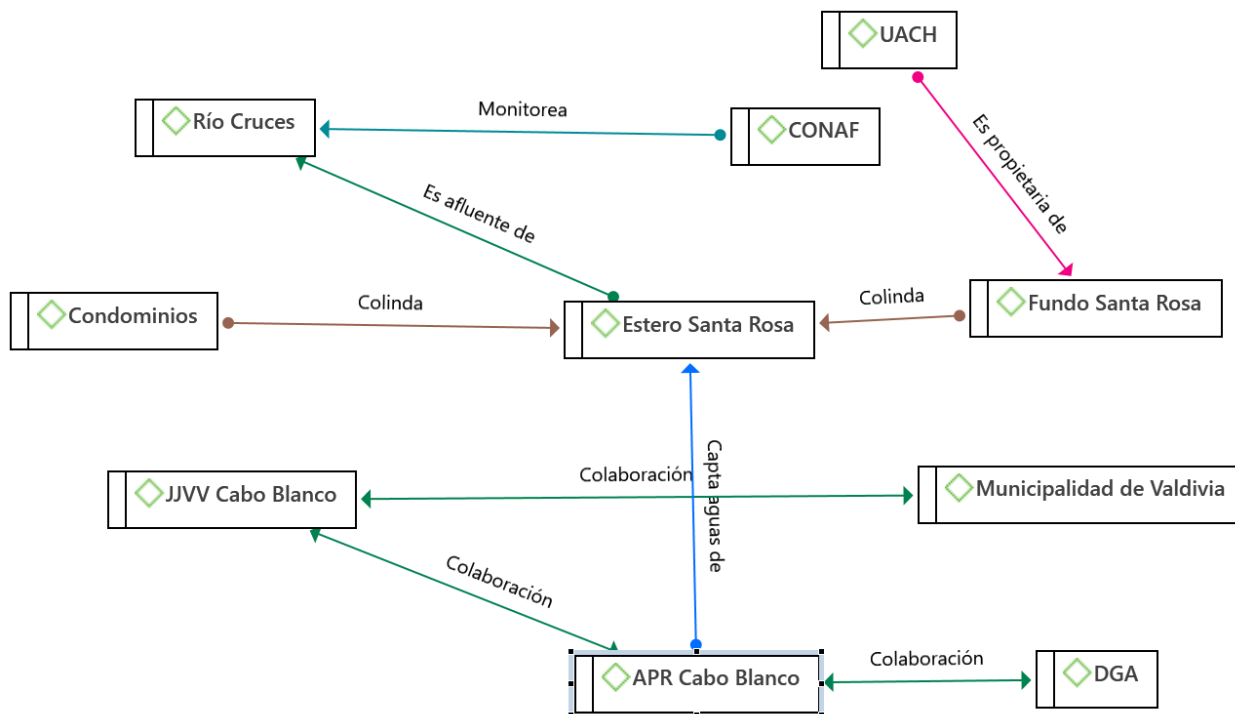 UACH
Río Cruces
Monitorea
CONAF
Es propietaria de
Es afluente de
Condominios
Colinda
Estero Santa Rosa
Colinda
Fundo Santa Rosa
Capta aguas de
JJVV Cabo Blanco
Colaboración
Municipalidad de Valdivia
Colaboración
APR Cabo Blanco
Colaboración
DGA